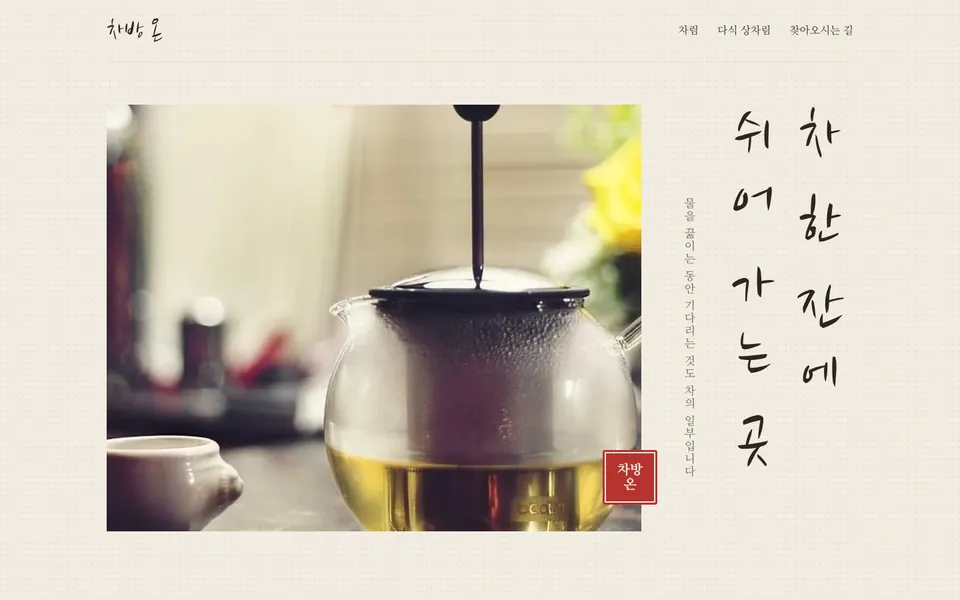 차방 온
차림
다식 상차림
찾아오시는 길
차 한 잔에
쉬어 가는 곳
물을 끓이는 동안 기다리는 것도 차의 일부입니다
차방
온